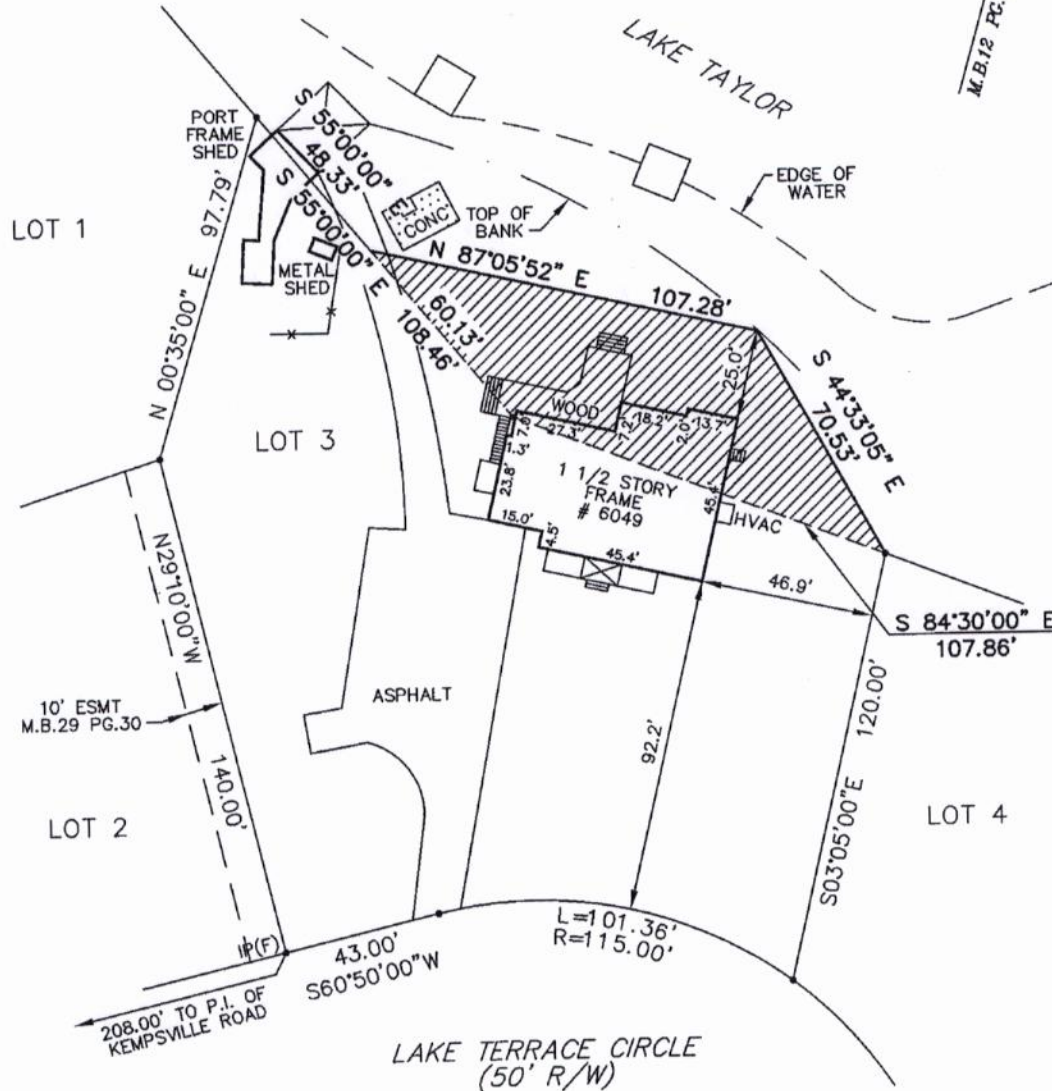 M.B.12 PG.
LAKE TAYLOR
PORT
FRAME
SHED
S 55°00'00" E
48.33'
S 55°00'00" E
CONC
TOP OF
BANK
EDGE OF
WATER
LOT 1
97.79'
N 00°35'00" E
METAL
SHED
N 87°05'52" E
107.28'
60.13'
108.46'
25.0'
S 44°33'05" E
70.53'
LOT 3
WOOD
27.3'
7.2'
18.2'
2.0'
13.7'
23.8'
1 1/2 STORY
FRAME
# 6049
45.4'
HVAC
15.0'
4.5'
45.4'
46.9'
S 84°30'00" E
107.86'
N29°10'00"W
10' ESMT
M.B.29 PG.30
140.00'
ASPHALT
92.2'
120.00'
S03°05'00"E
LOT 2
LOT 4
IP(F)
43.00'
S60°50'00"W
L=101.36'
R=115.00'
208.00' TO P.I. OF
KEMPSVILLE ROAD
LAKE TERRACE CIRCLE
(50' R/W)